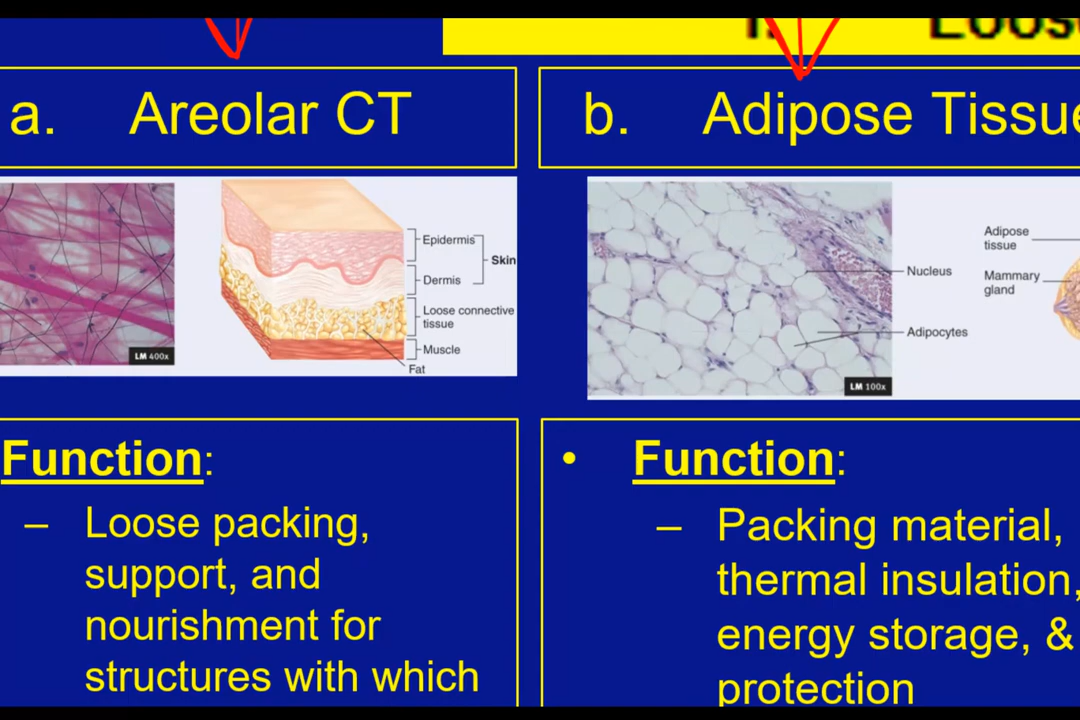 a. Areolar CT
LM 400x
Epidermis
Skin
Dermis
Loose connective
tissue
Muscle
Fat
Function:
– Loose packing,
support, and
nourishment for
structures with which
b. Adipose Tissue
Nucleus
Adipocytes
LM 100x
Adipose
tissue
Mammary
gland
• Function:
– Packing material,
thermal insulation,
energy storage, &
protection